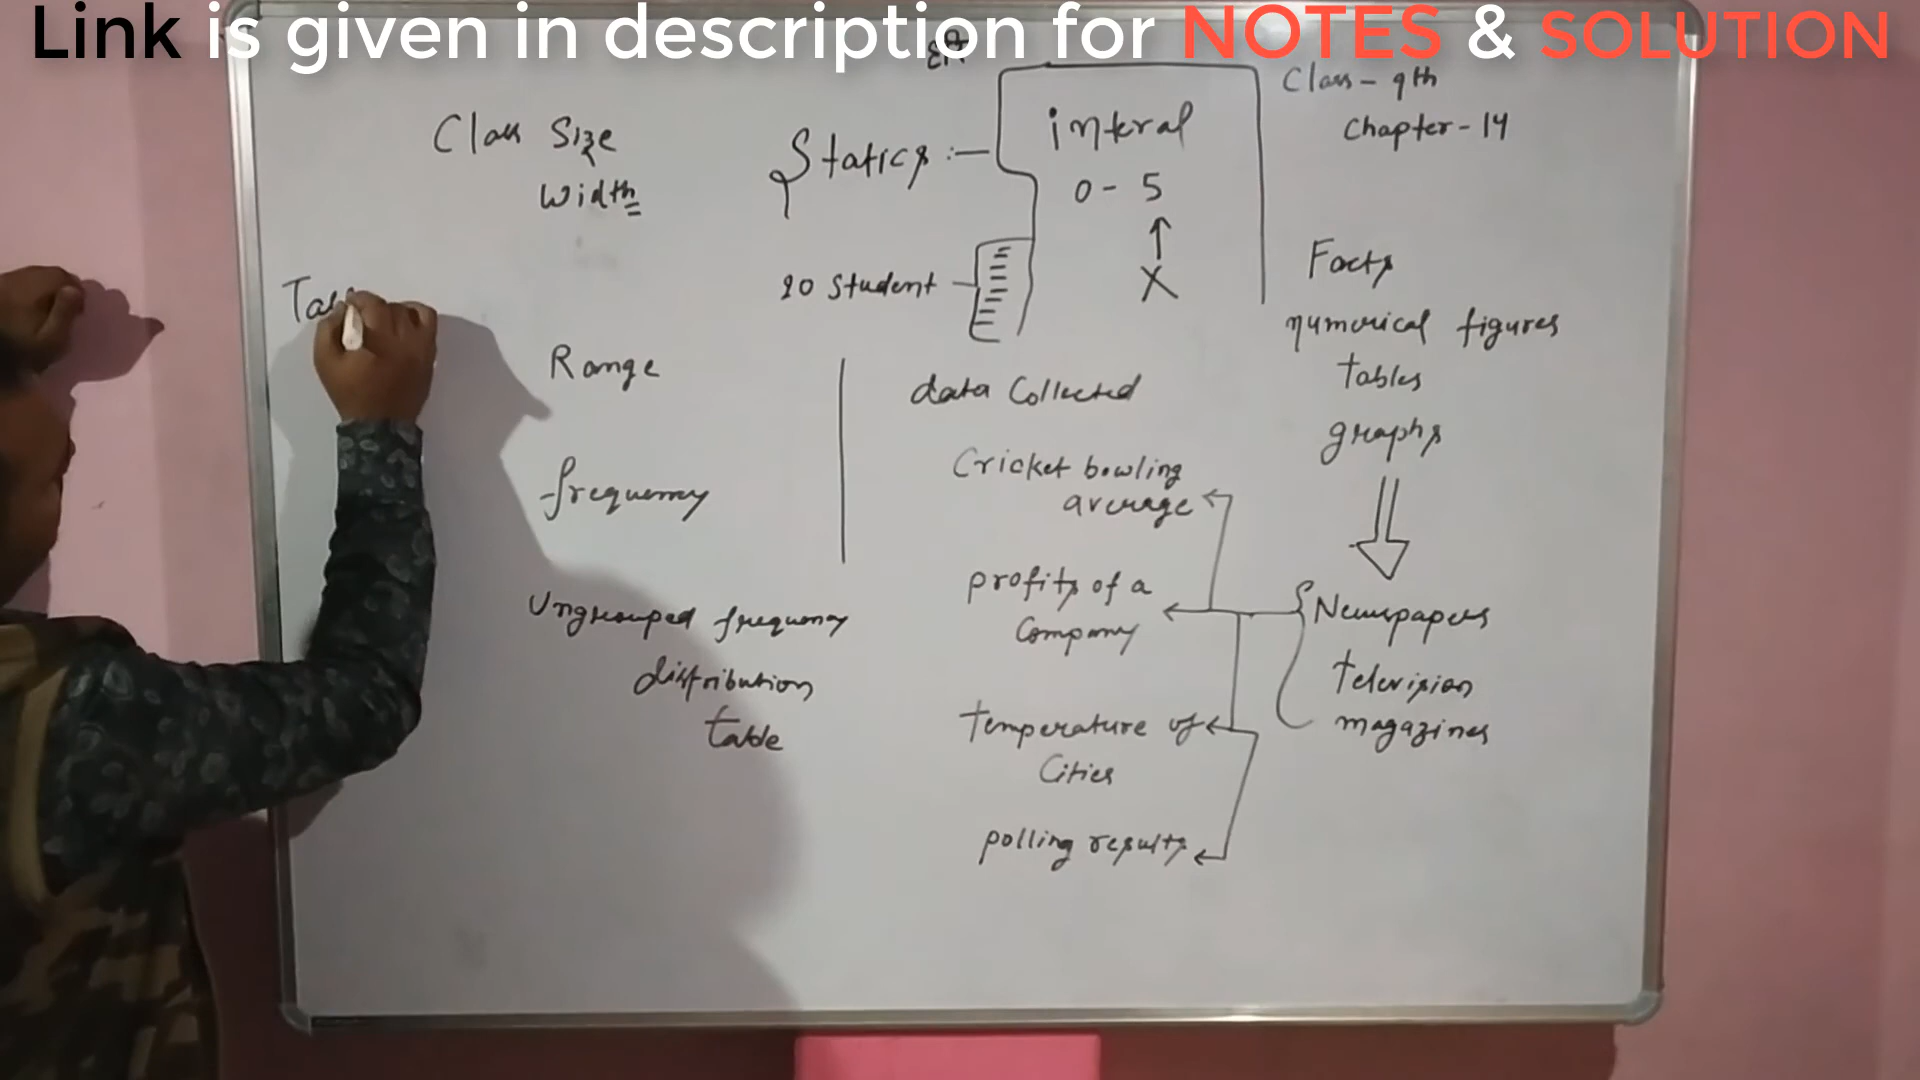 Link is given in description for NOTES & SOLUTION
Class - 9th
Chapter - 14
Class Size
Width
Statics :-
interal
0 - 5
X
20 Student
Facts
numerical figures
tables
graphs
Newspapers
television
magazines
data Collected
Cricket bowling
average
profits of a
Company
temperature of
Cities
polling results
Range
frequency
Ungrouped frequency
distribution
table